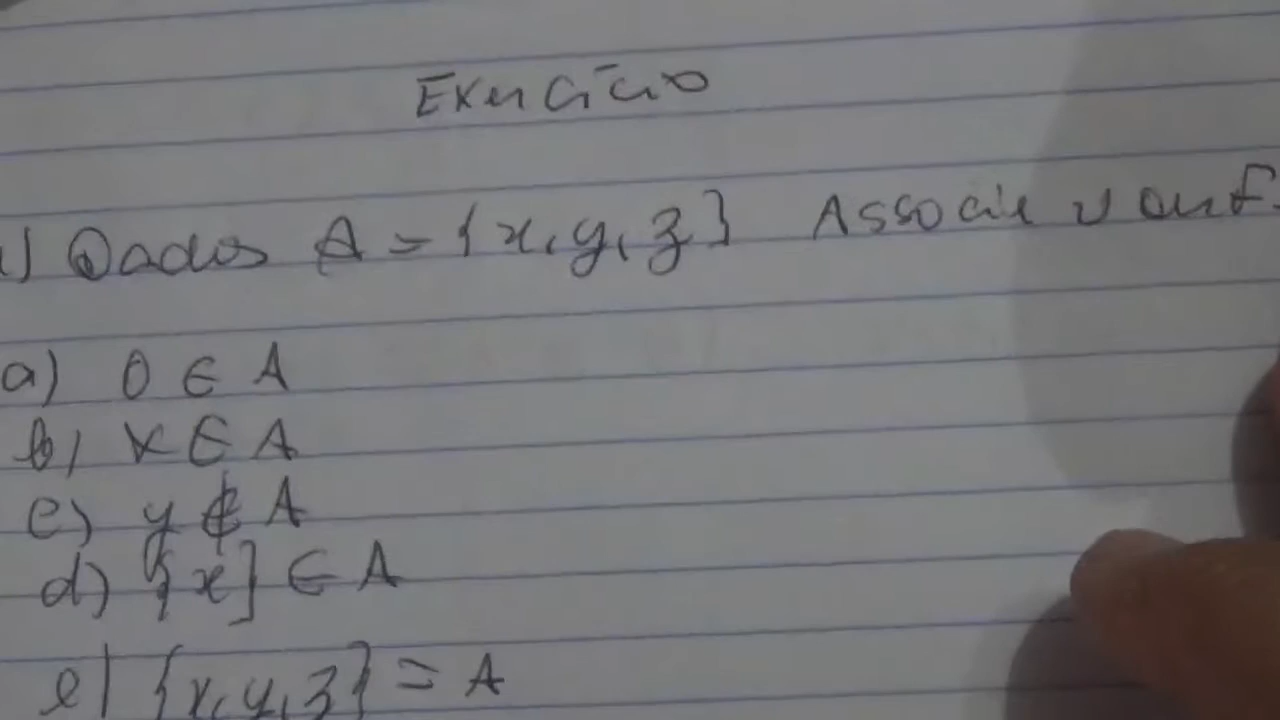 Exercício
1) Dados A = {x, y, z} Associe v ou F.
a) 0 ∈ A
b) x ∈ A
c) y ∉ A
d) {x} ∈ A
e) {x, y, z} = A